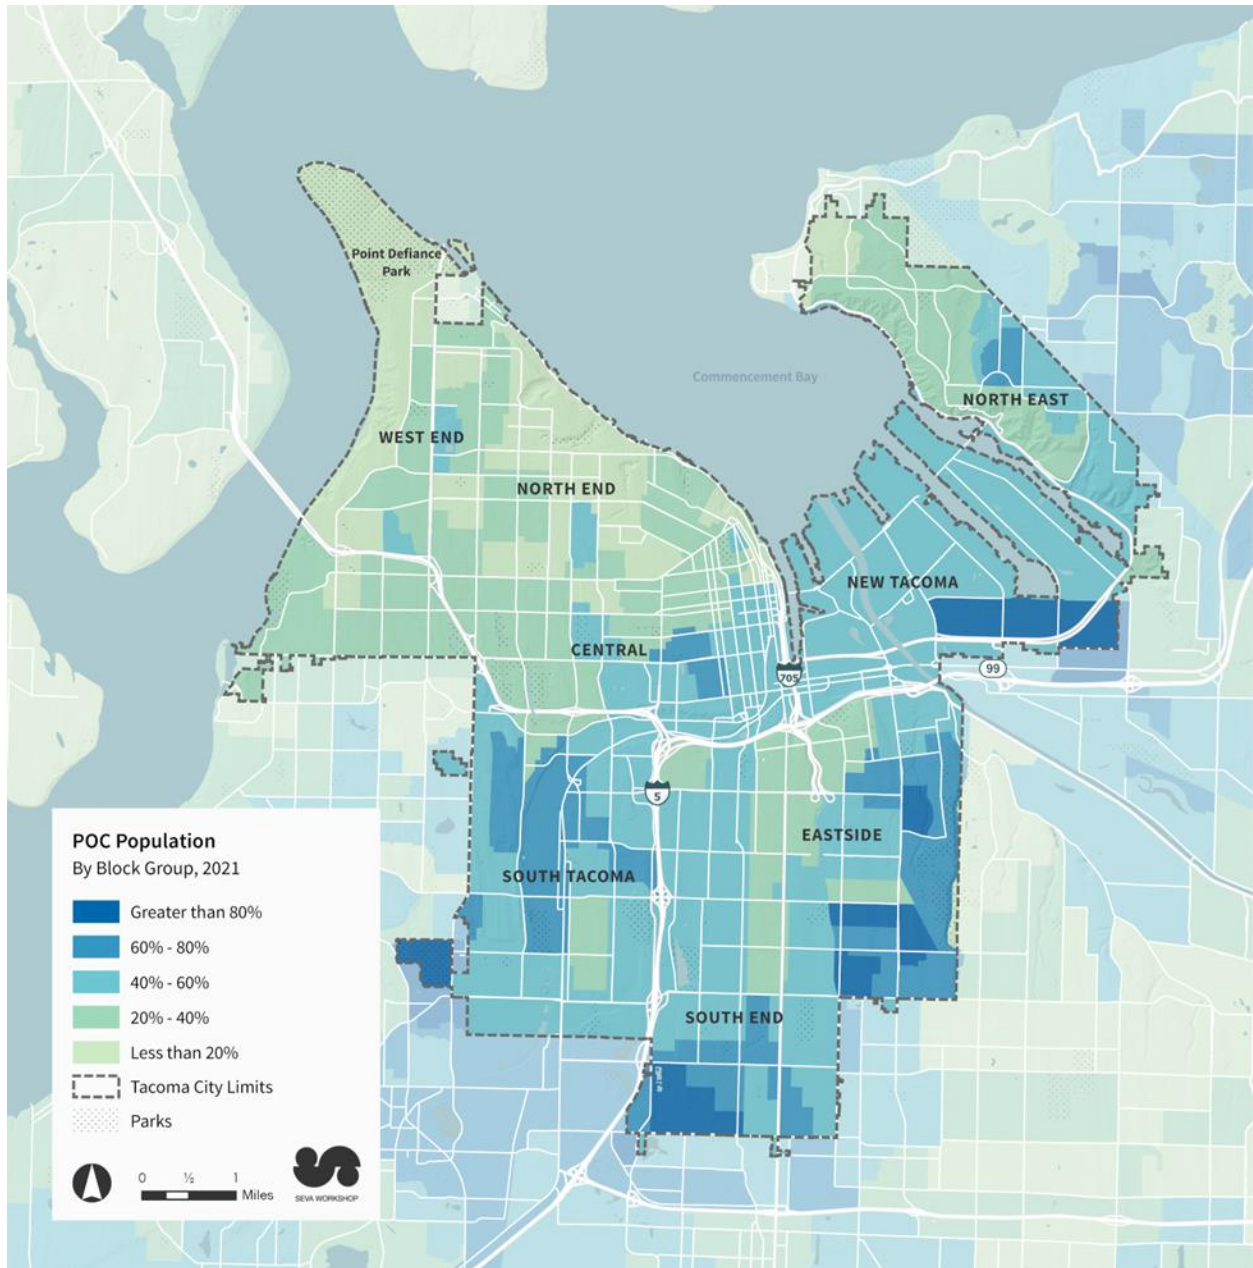 Point Defiance
Park
Commencement Bay
WEST END
NORTH EAST
NORTH END
NEW TACOMA
CENTRAL
705
99
5
EASTSIDE
SOUTH TACOMA
SOUTH END
POC Population
By Block Group, 2021
Greater than 80%
60% - 80%
40% - 60%
20% - 40%
Less than 20%
Tacoma City Limits
Parks
0 ½ 1
Miles
SEVA WORKSHOP